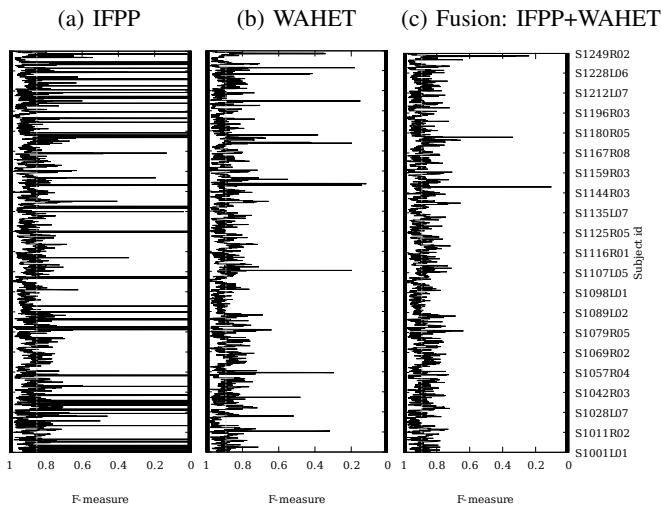 (a) IFPP (b) WAHET (c) Fusion: IFPP+WAHET
S1249R02
S1228L06
S1212L07
S1196R03
S1180R05
S1167R08
S1159R03
S1144R03
S1135L07
S1125R05
S1116R01
S1107L05
S1098L01
S1089L02
S1079R05
S1069R02
S1057R04
S1042R03
S1028L07
S1011R02
S1001L01
Subject id
1 0.8 0.6 0.4 0.2 0 1 0.8 0.6 0.4 0.2 0 1 0.8 0.6 0.4 0.2 0
F-measure F-measure F-measure